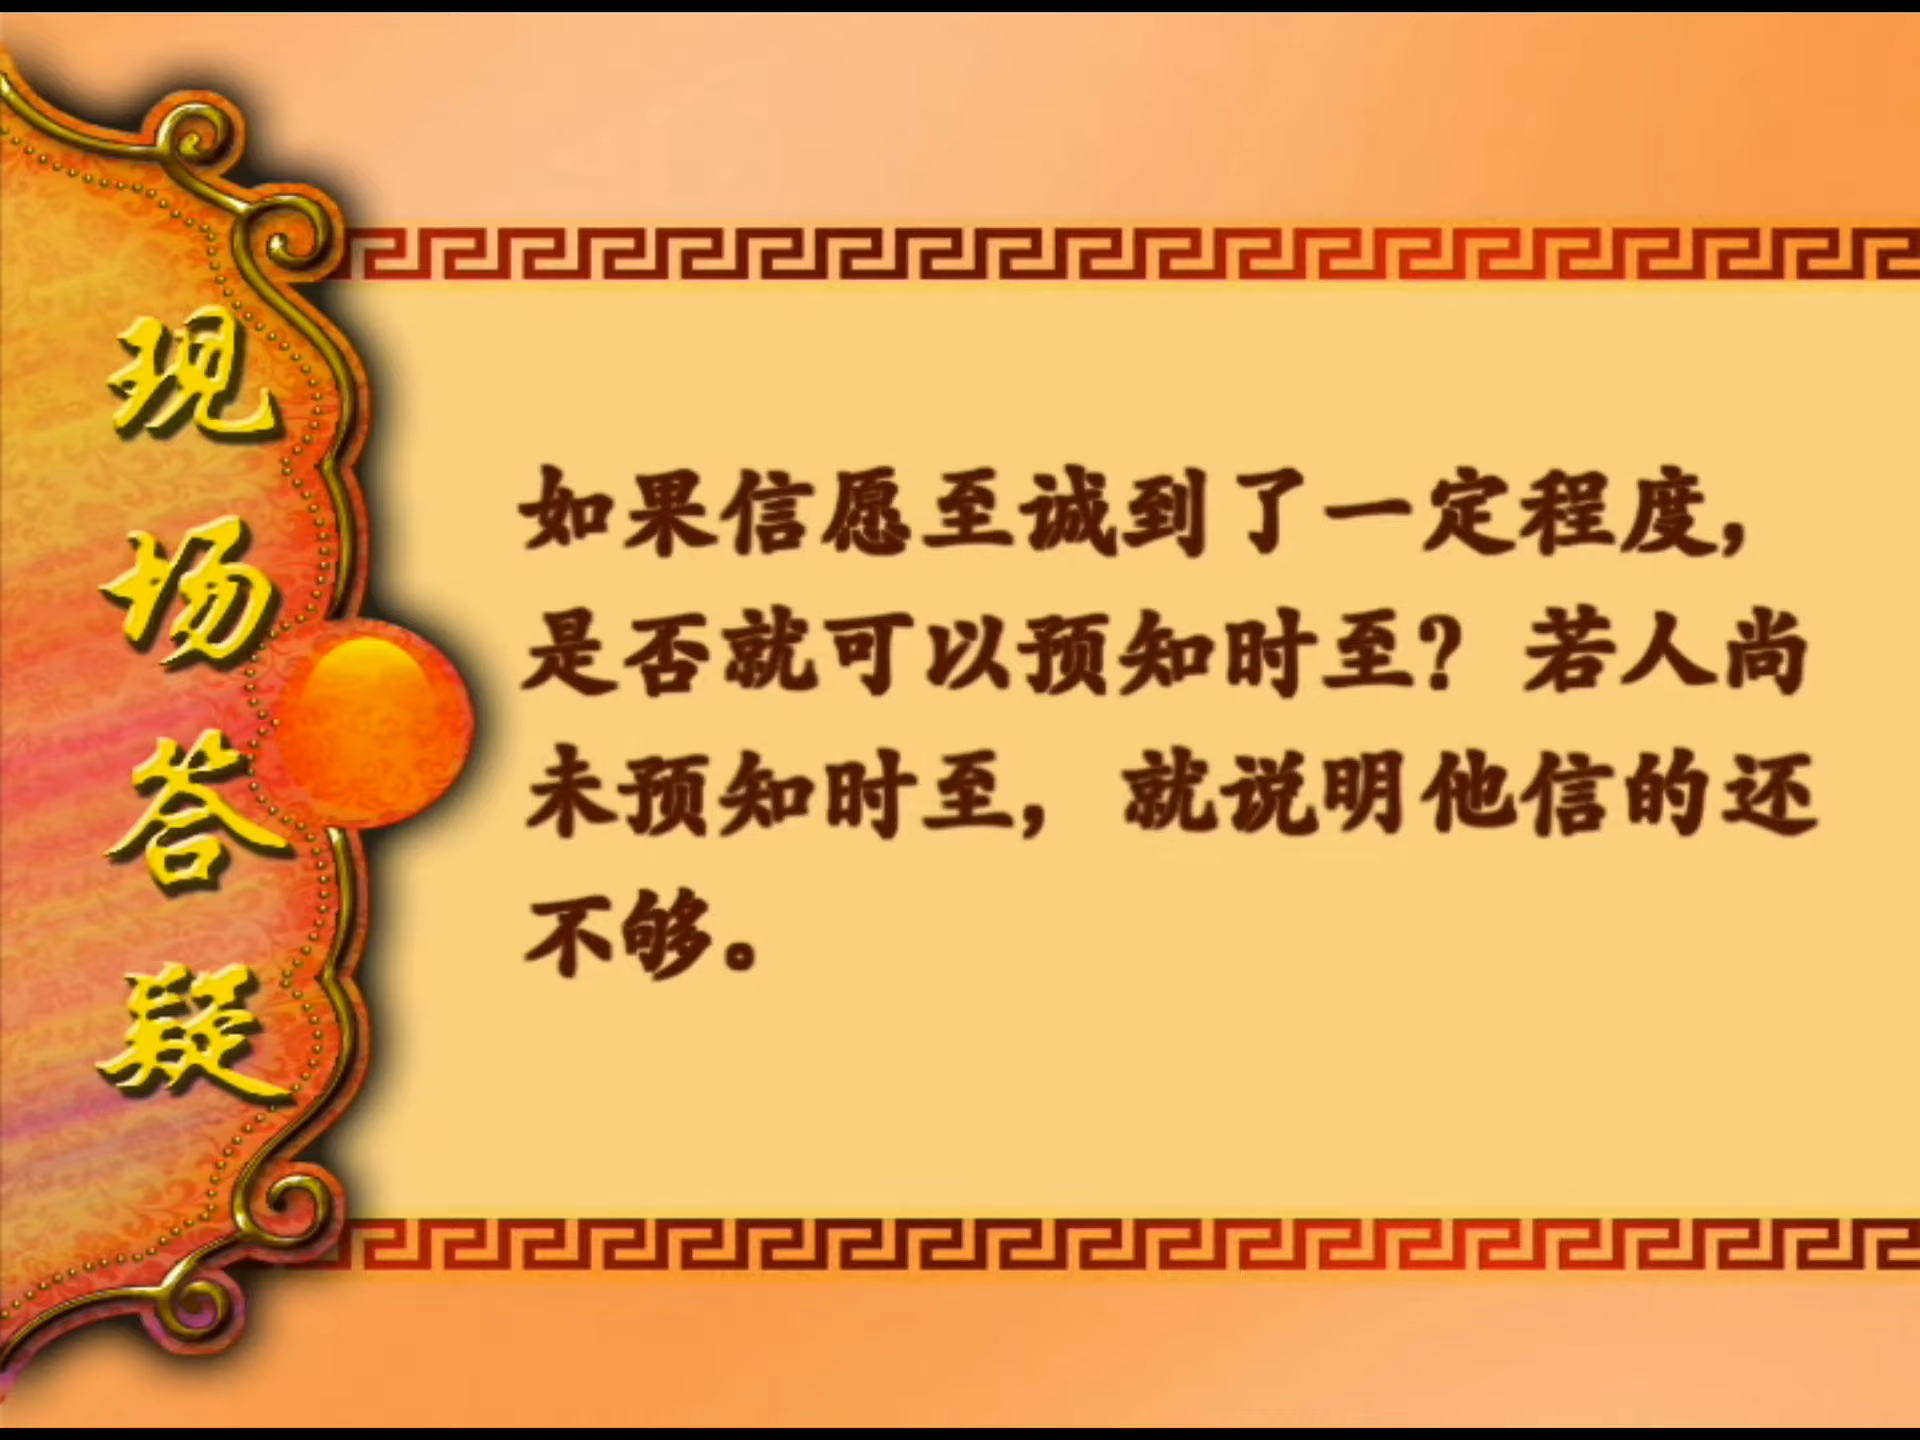 现场答疑
如果信愿至诚到了一定程度，
是否就可以预知时至？若人尚
未预知时至，就说明他信的还
不够。